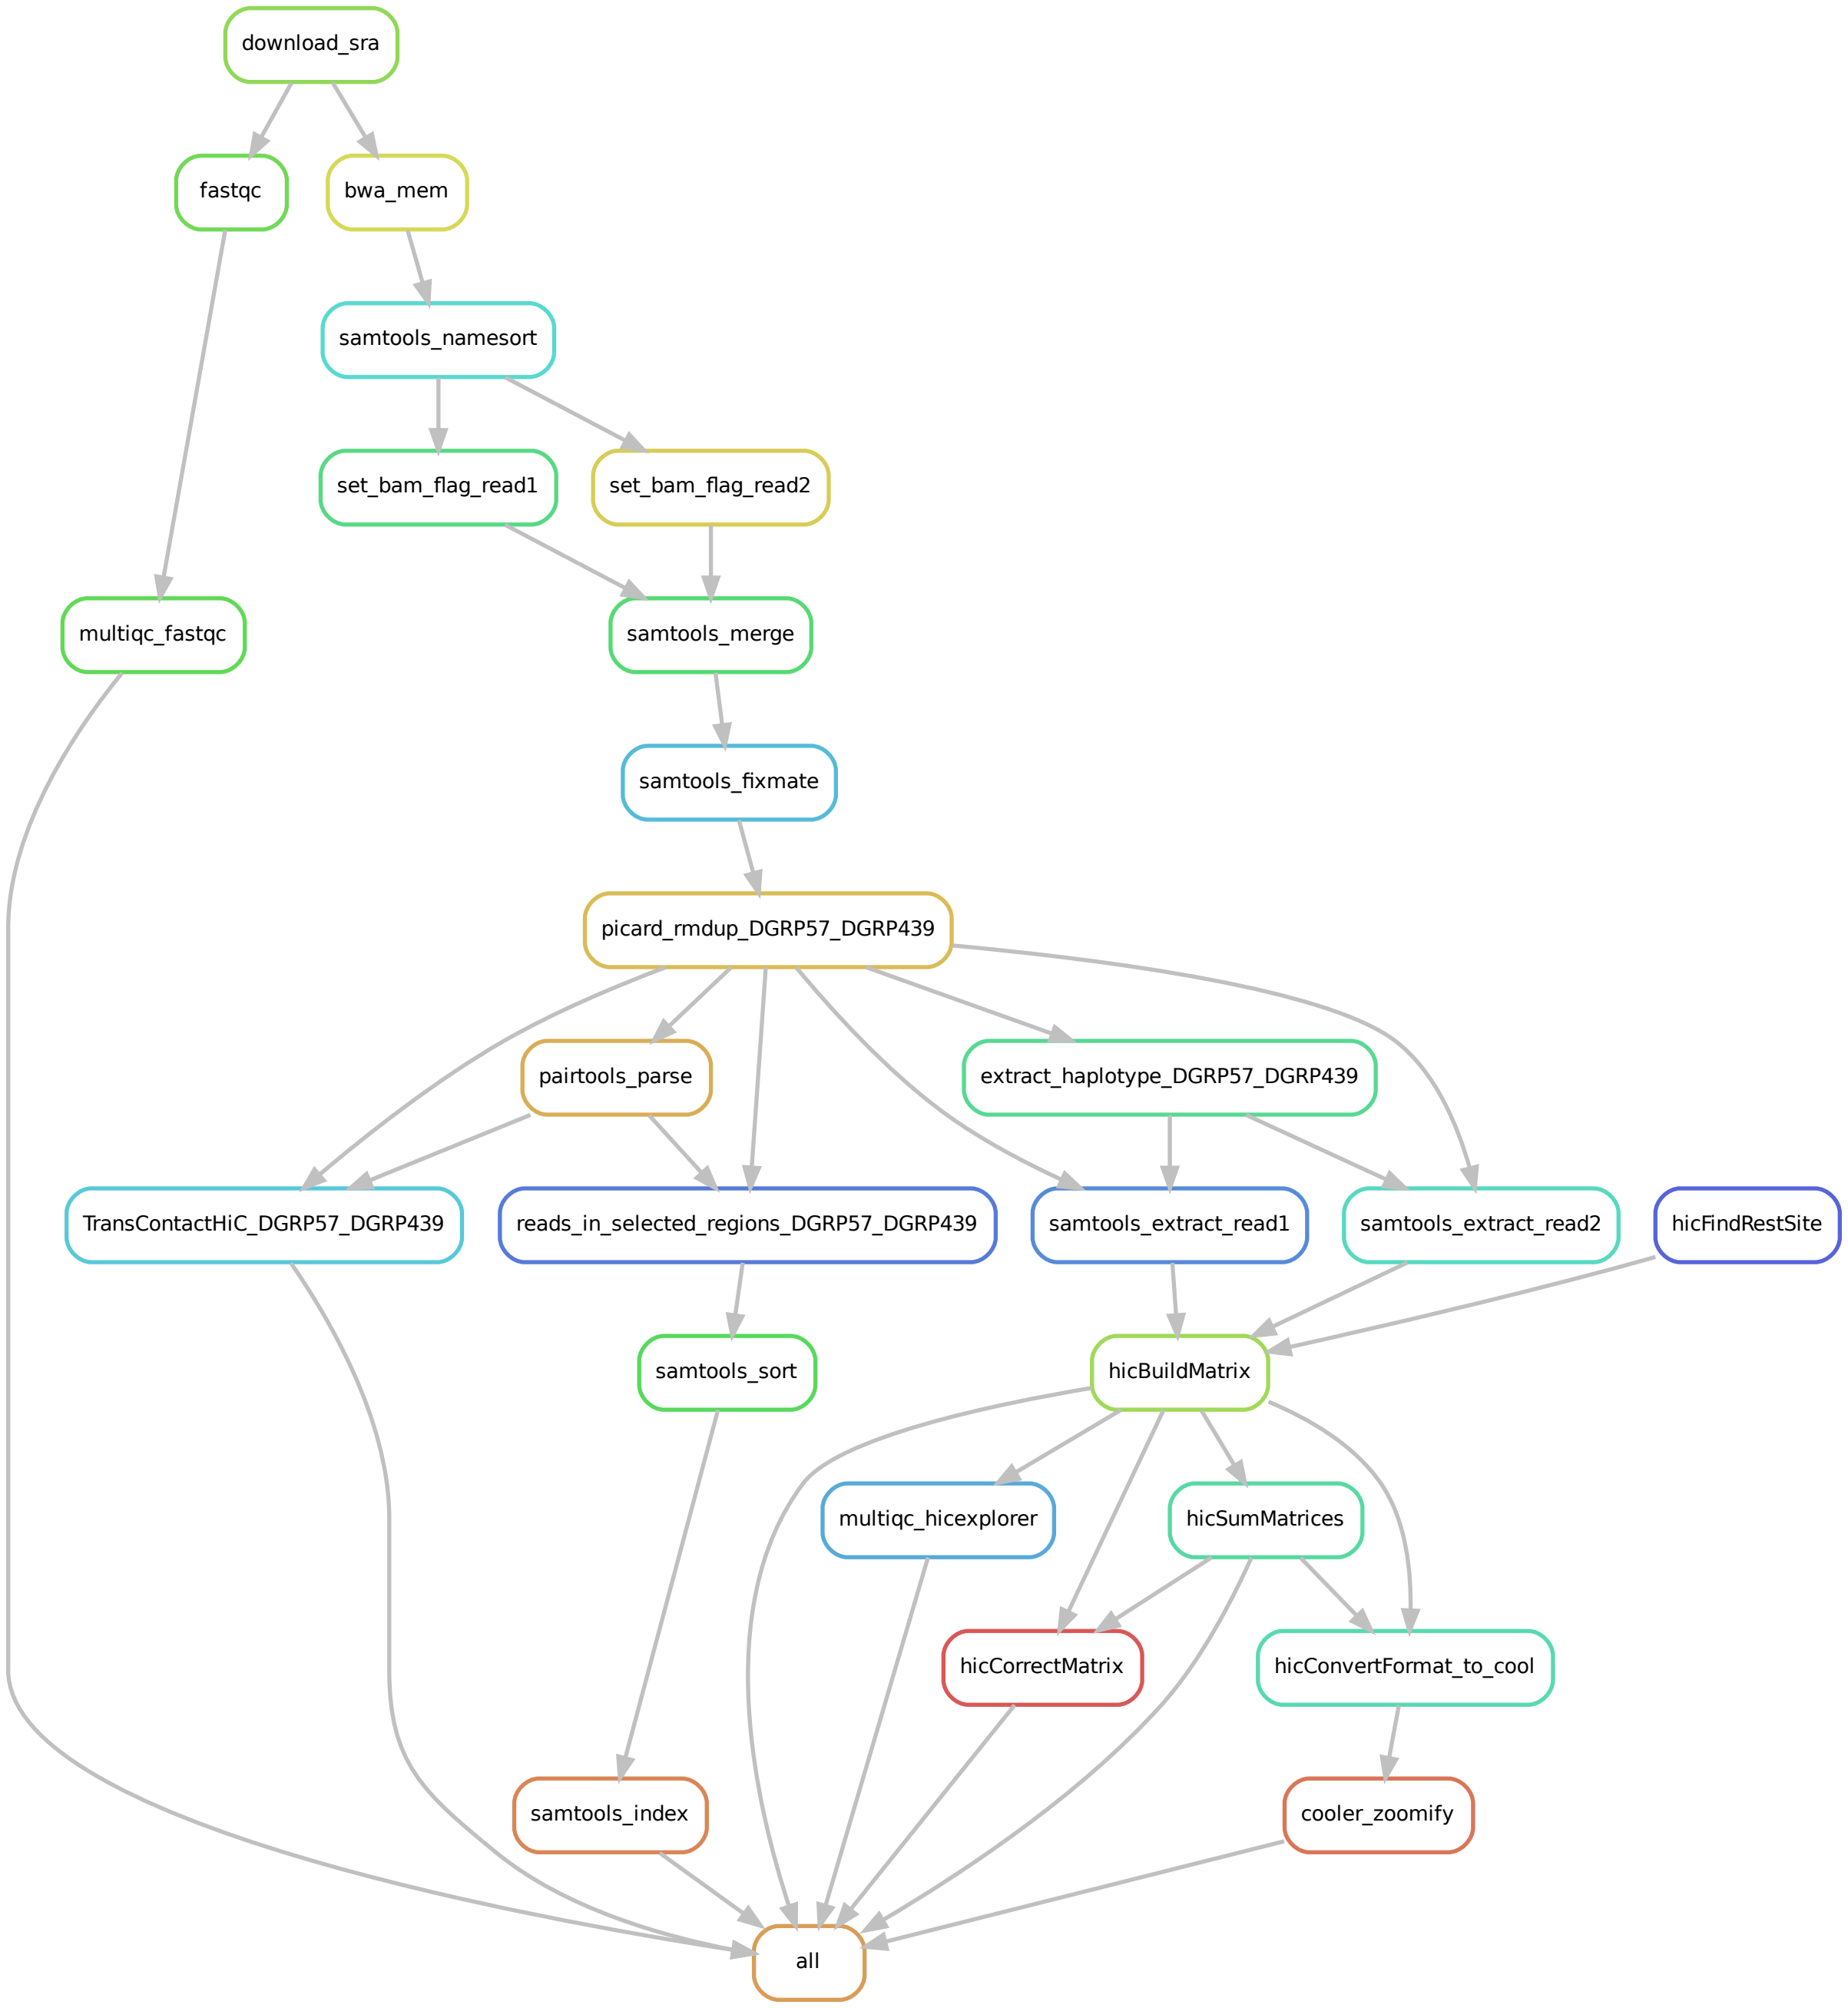 download_sra
fastqc
bwa_mem
samtools_namesort
set_bam_flag_read1
set_bam_flag_read2
multiqc_fastqc
samtools_merge
samtools_fixmate
picard_rmdup_DGRP57_DGRP439
pairtools_parse
extract_haplotype_DGRP57_DGRP439
TransContactHiC_DGRP57_DGRP439
reads_in_selected_regions_DGRP57_DGRP439
samtools_extract_read1
samtools_extract_read2
hicFindRestSite
samtools_sort
hicBuildMatrix
multiqc_hicexplorer
hicSumMatrices
hicCorrectMatrix
hicConvertFormat_to_cool
samtools_index
cooler_zoomify
all